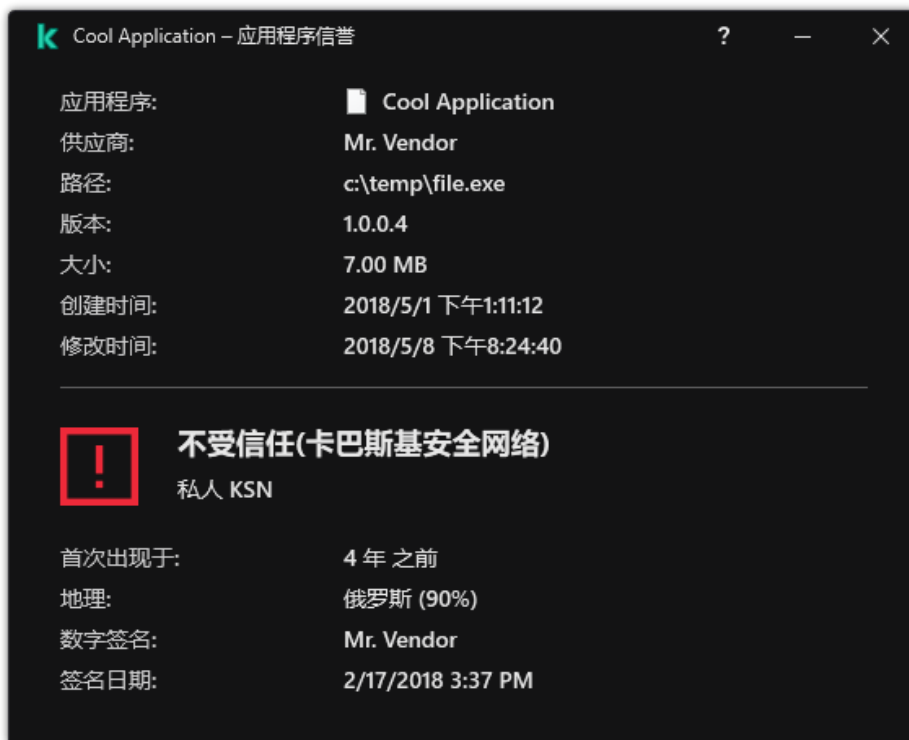 Cool Application – 应用程序信誉
应用程序: Cool Application
供应商: Mr. Vendor
路径: c:\temp\file.exe
版本: 1.0.0.4
大小: 7.00 MB
创建时间: 2018/5/1 下午1:11:12
修改时间: 2018/5/8 下午8:24:40
不受信任(卡巴斯基安全网络)
私人 KSN
首次出现于: 4 年 之前
地理: 俄罗斯 (90%)
数字签名: Mr. Vendor
签名日期: 2/17/2018 3:37 PM